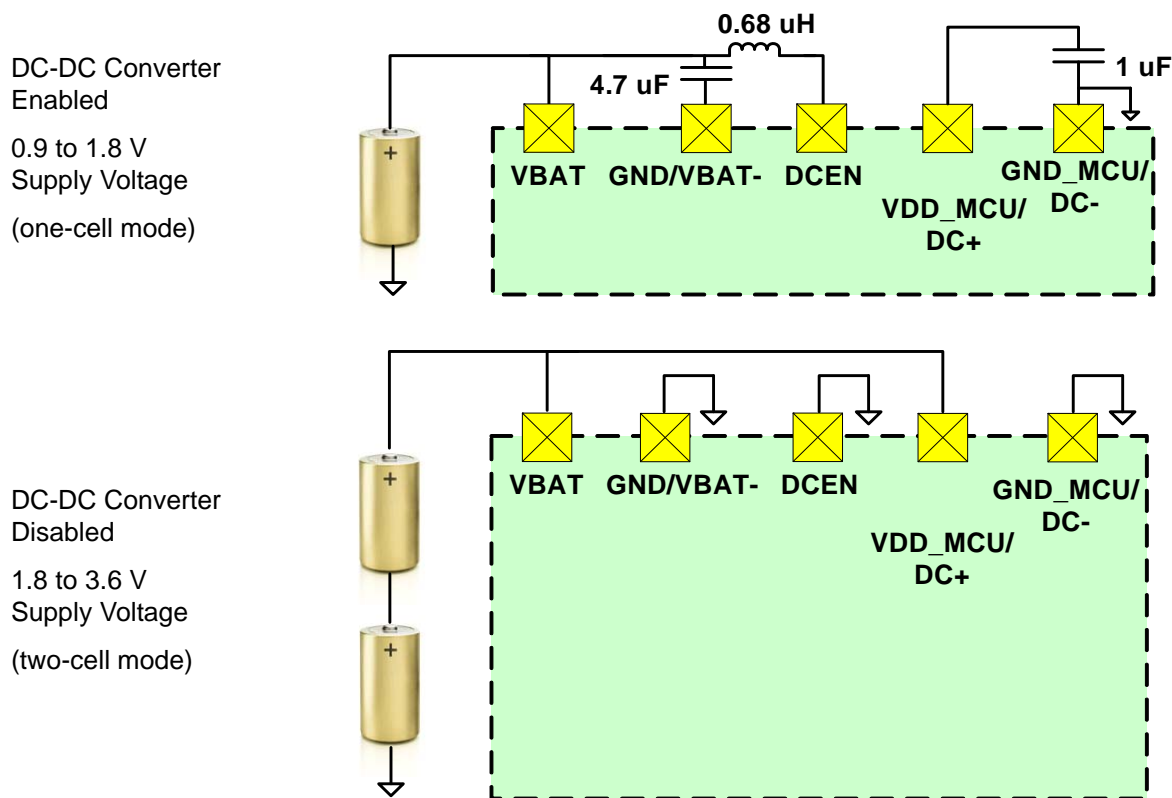 DC-DC Converter
Enabled
0.9 to 1.8 V
Supply Voltage
(one-cell mode)
0.68 uH
4.7 uF
1 uF
+
VBAT
GND/VBAT-
DCEN
VDD_MCU/
DC+
GND_MCU/
DC-
DC-DC Converter
Disabled
1.8 to 3.6 V
Supply Voltage
(two-cell mode)
+
+
VBAT
GND/VBAT-
DCEN
VDD_MCU/
DC+
GND_MCU/
DC-